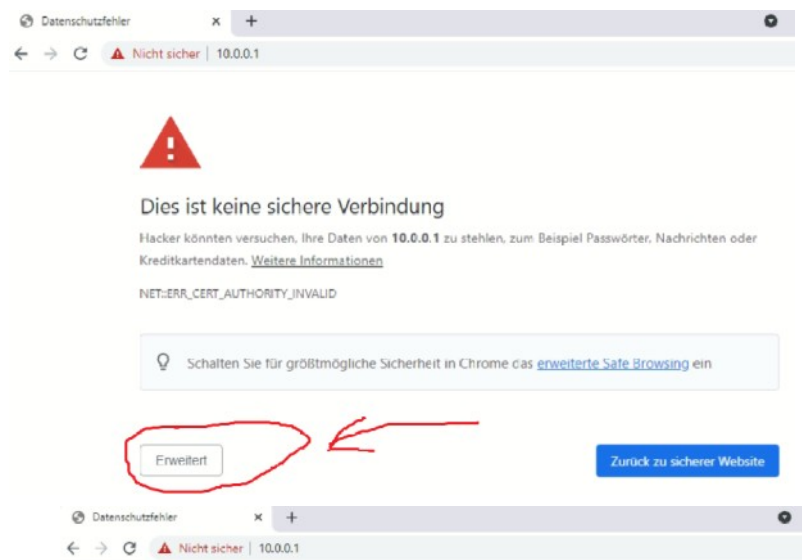 Datenschutzfehler
Nicht sicher | 10.0.0.1
Dies ist keine sichere Verbindung
Hacker könnten versuchen, Ihre Daten von 10.0.0.1 zu stehlen, zum Beispiel Passwörter, Nachrichten oder
Kreditkartendaten. Weitere Informationen
NET::ERR_CERT_AUTHORITY_INVALID
Schalten Sie für größtmögliche Sicherheit in Chrome das erweiterte Safe Browsing ein
Erweitert
Zurück zu sicherer Website
Datenschutzfehler
Nicht sicher | 10.0.0.1